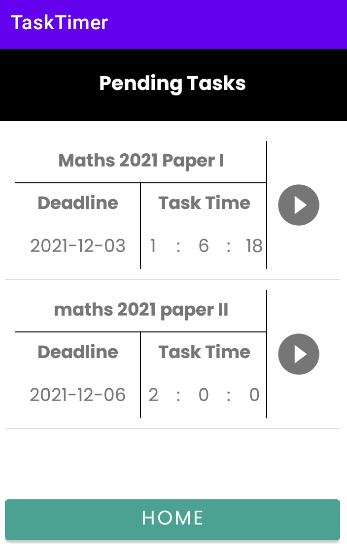 TaskTimer
Pending Tasks
Maths 2021 Paper I
Deadline Task Time
2021-12-03 1 : 6 : 18
maths 2021 paper II
Deadline Task Time
2021-12-06 2 : 0 : 0
HOME